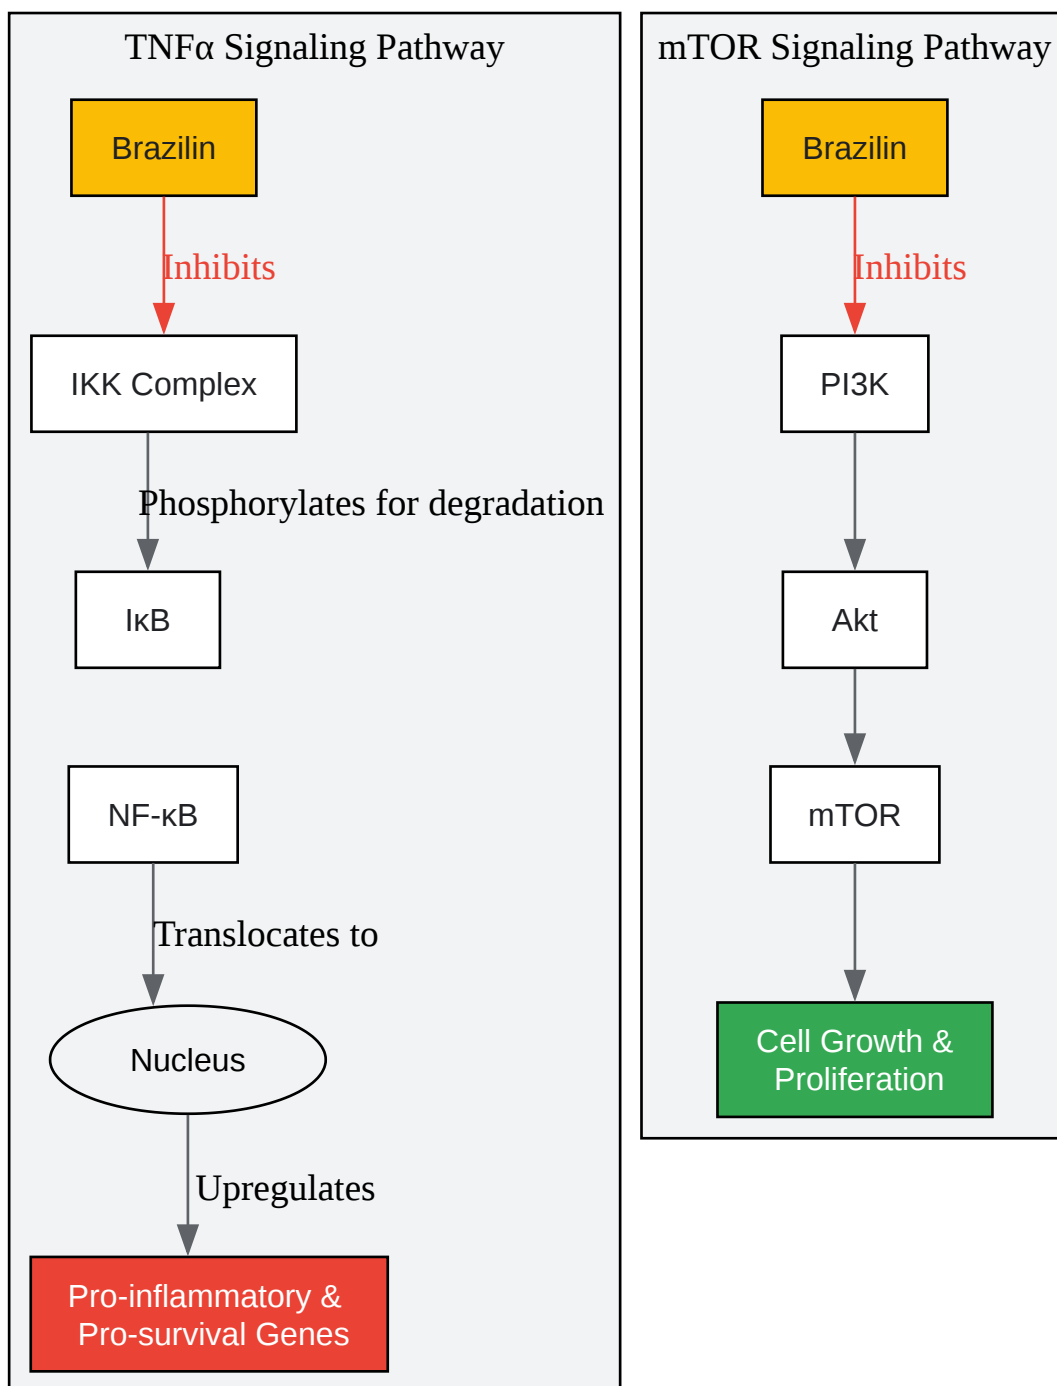 TNFα Signaling Pathway
Brazilin
Inhibits
IKK Complex
Phosphorylates for degradation
IκB
NF-κB
Translocates to
Nucleus
Upregulates
Pro-inflammatory &
Pro-survival Genes
mTOR Signaling Pathway
Brazilin
Inhibits
PI3K
Akt
mTOR
Cell Growth &
Proliferation